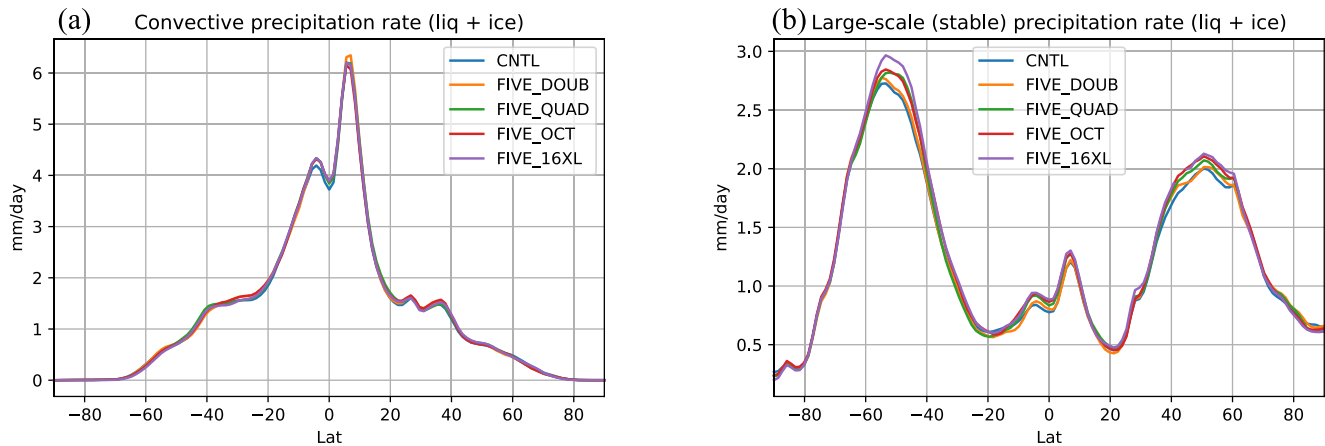 (a) Convective precipitation rate (liq + ice)
6
5
4
3
2
1
0
mm/day
CNTL
FIVE_DOUB
FIVE_QUAD
FIVE_OCT
FIVE_16XL
−80 −60 −40 −20 0 20 40 60 80
Lat
(b) Large-scale (stable) precipitation rate (liq + ice)
3.0
2.5
2.0
1.5
1.0
0.5
mm/day
CNTL
FIVE_DOUB
FIVE_QUAD
FIVE_OCT
FIVE_16XL
−80 −60 −40 −20 0 20 40 60 80
Lat